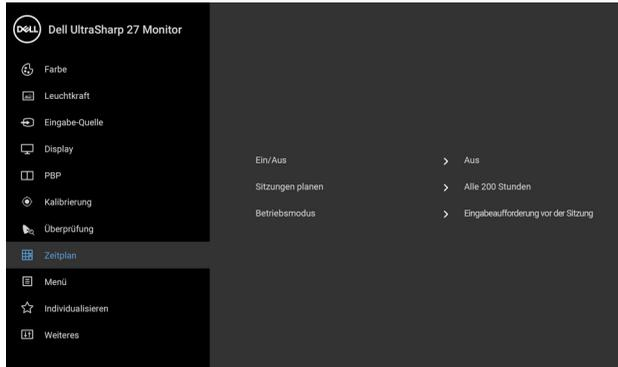 DELL Dell UltraSharp 27 Monitor
Farbe
Leuchtkraft
Eingabe-Quelle
Display
PBP
Kalibrierung
Überprüfung
Zeitplan
Menü
Individualisieren
Weiteres
Ein/Aus > Aus
Sitzungen planen > Alle 200 Stunden
Betriebsmodus > Eingabeaufforderung vor der Sitzung